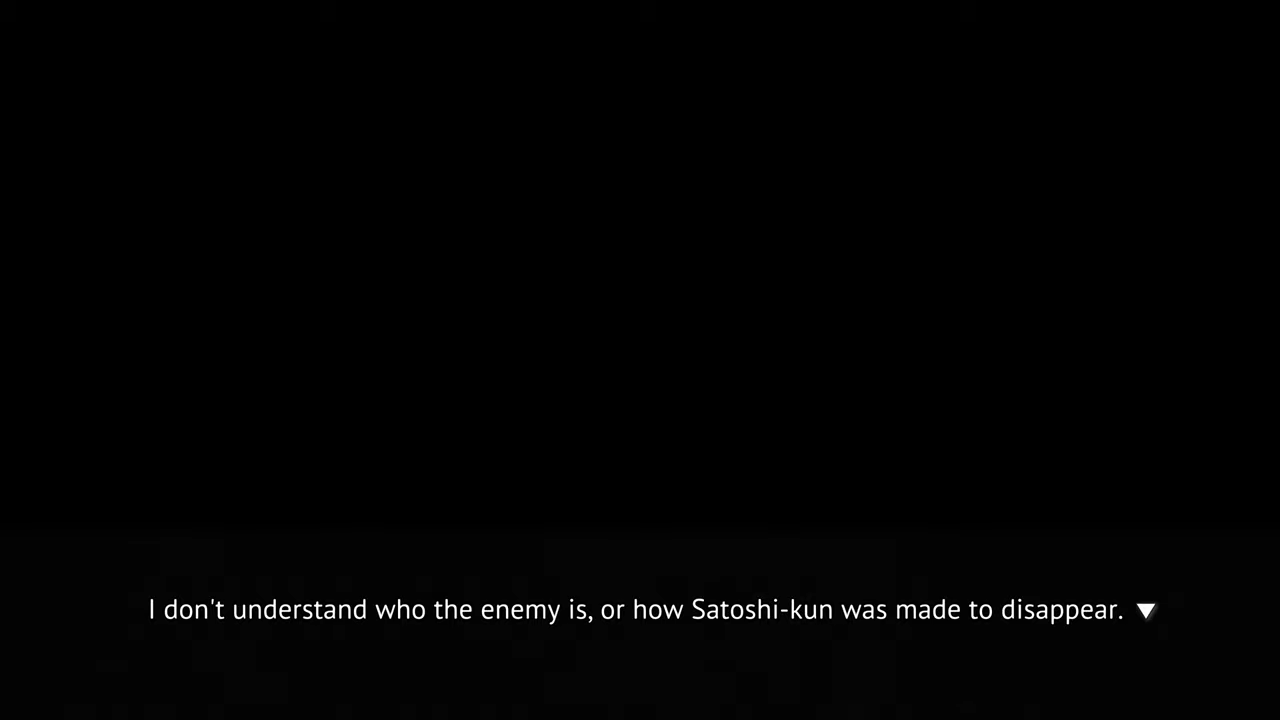 I don't understand who the enemy is, or how Satoshi-kun was made to disappear.